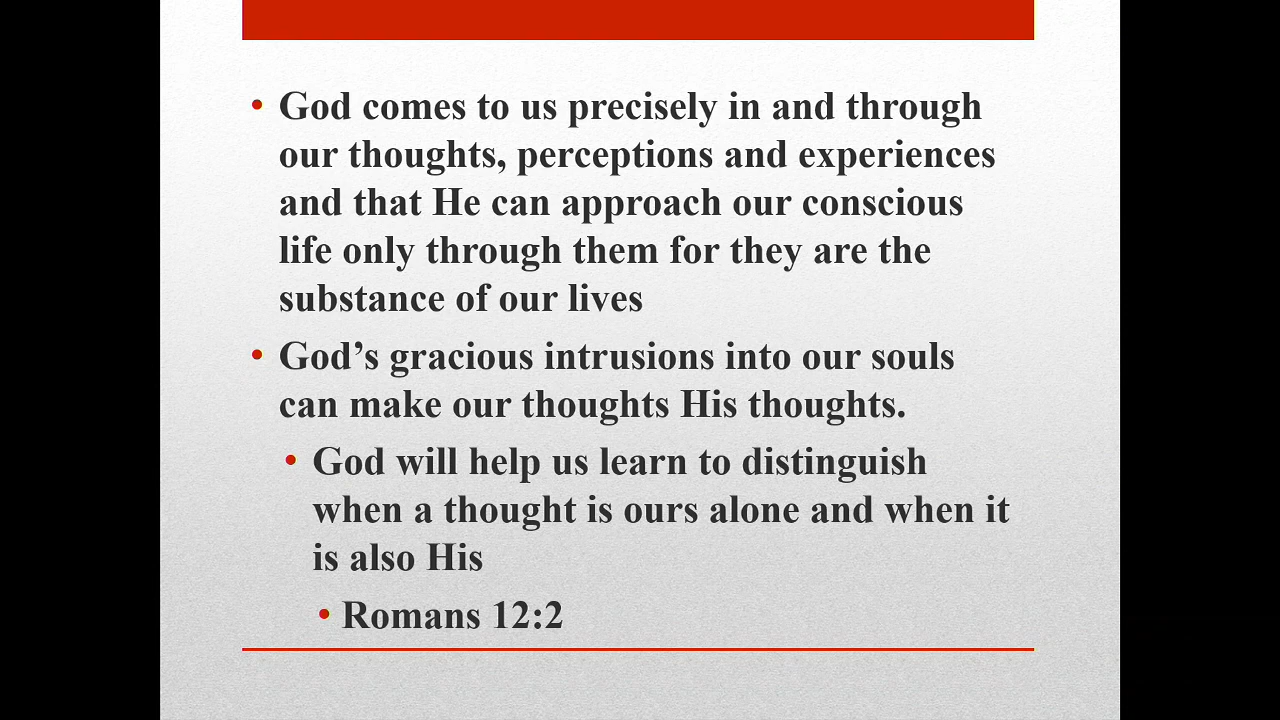 • God comes to us precisely in and through
our thoughts, perceptions and experiences
and that He can approach our conscious
life only through them for they are the
substance of our lives
• God’s gracious intrusions into our souls
can make our thoughts His thoughts.
• God will help us learn to distinguish
when a thought is ours alone and when it
is also His
• Romans 12:2